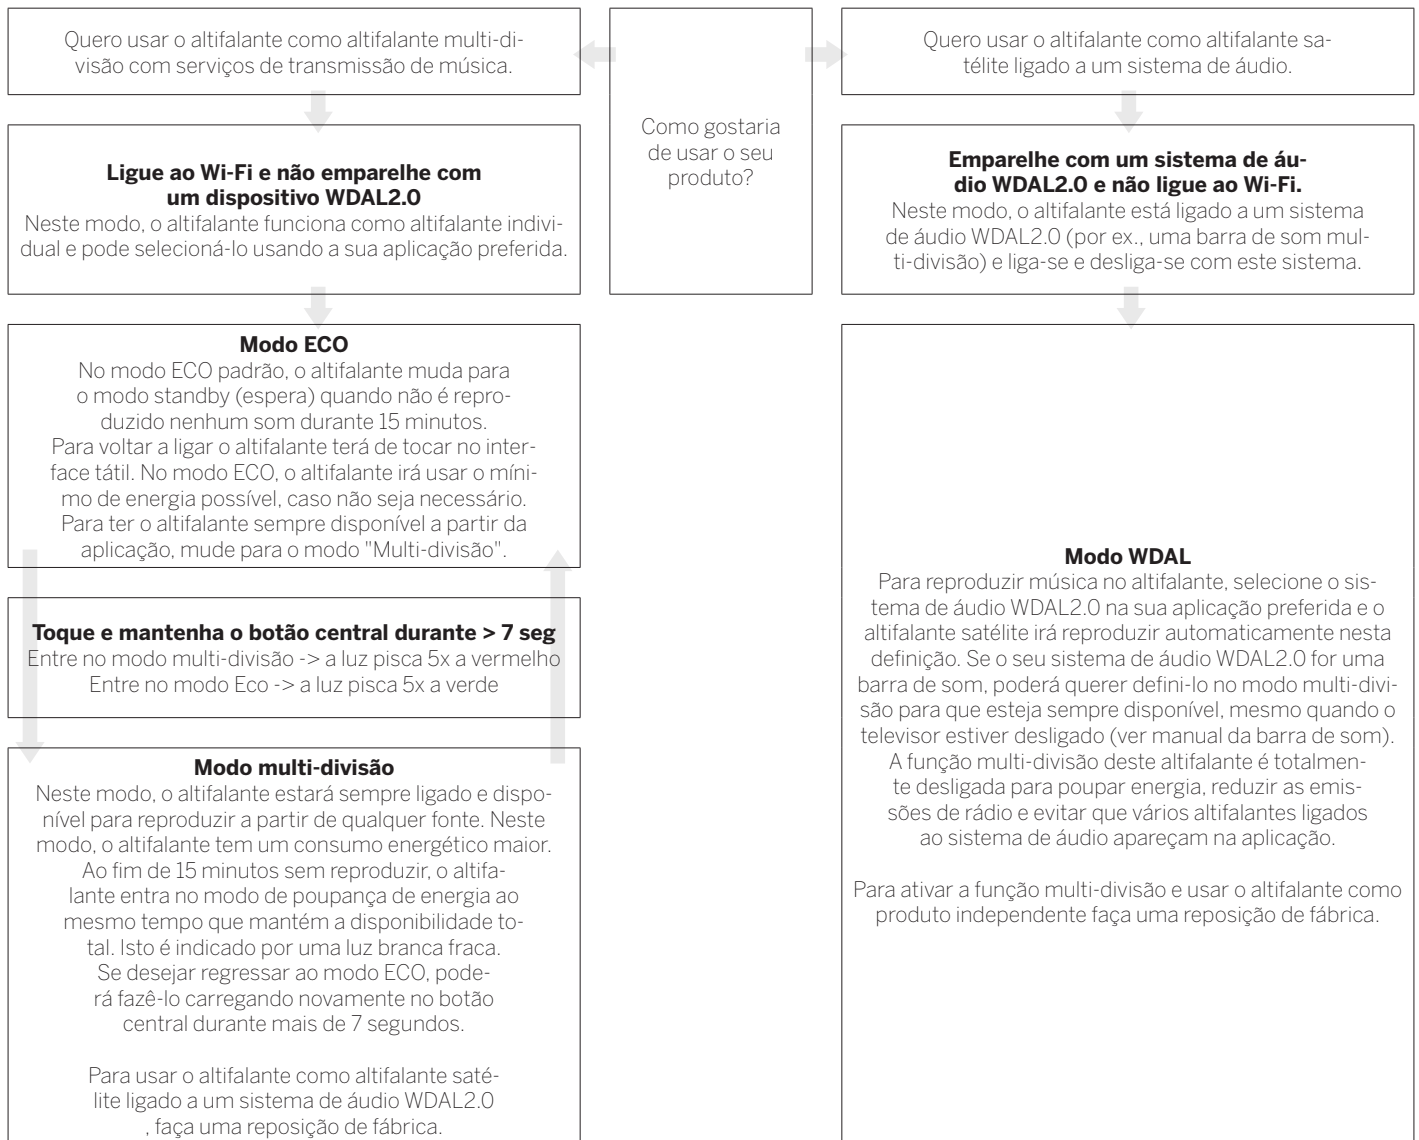 Quero usar o altifalante como altifalante multi-di-
visão com serviços de transmissão de música.
Ligue ao Wi-Fi e não emparelhe com
um dispositivo WDAL2.0
Neste modo, o altifalante funciona como altifalante indivi-
dual e pode selecioná-lo usando a sua aplicação preferida.
Modo ECO
No modo ECO padrão, o altifalante muda para
o modo standby (espera) quando não é repro-
duzido nenhum som durante 15 minutos.
Para voltar a ligar o altifalante terá de tocar no inter-
face tátil. No modo ECO, o altifalante irá usar o míni-
mo de energia possível, caso não seja necessário.
Para ter o altifalante sempre disponível a partir da
aplicação, mude para o modo "Multi-divisão".
Toque e mantenha o botão central durante > 7 seg
Entre no modo multi-divisão -> a luz pisca 5x a vermelho
Entre no modo Eco -> a luz pisca 5x a verde
Modo multi-divisão
Neste modo, o altifalante estará sempre ligado e dispo-
nível para reproduzir a partir de qualquer fonte. Neste
modo, o altifalante tem um consumo energético maior.
Ao fim de 15 minutos sem reproduzir, o altifa-
lante entra no modo de poupança de energia ao
mesmo tempo que mantém a disponibilidade to-
tal. Isto é indicado por uma luz branca fraca.
Se desejar regressar ao modo ECO, pode-
rá fazê-lo carregando novamente no botão
central durante mais de 7 segundos.
Para usar o altifalante como altifalante saté-
lite ligado a um sistema de áudio WDAL2.0
, faça uma reposição de fábrica.
Como gostaria
de usar o seu
produto?
Quero usar o altifalante como altifalante sa-
télite ligado a um sistema de áudio.
Emparelhe com um sistema de áu-
dio WDAL2.0 e não ligue ao Wi-Fi.
Neste modo, o altifalante está ligado a um sistema
de áudio WDAL2.0 (por ex., uma barra de som mul-
ti-divisão) e liga-se e desliga-se com este sistema.
Modo WDAL
Para reproduzir música no altifalante, selecione o sis-
tema de áudio WDAL2.0 na sua aplicação preferida e o
altifalante satélite irá reproduzir automaticamente nesta
definição. Se o seu sistema de áudio WDAL2.0 for uma
barra de som, poderá querer defini-lo no modo multi-divi-
são para que esteja sempre disponível, mesmo quando o
televisor estiver desligado (ver manual da barra de som).
A função multi-divisão deste altifalante é totalmen-
te desligada para poupar energia, reduzir as emis-
sões de rádio e evitar que vários altifalantes ligados
ao sistema de áudio apareçam na aplicação.
Para ativar a função multi-divisão e usar o altifalante como
produto independente faça uma reposição de fábrica.